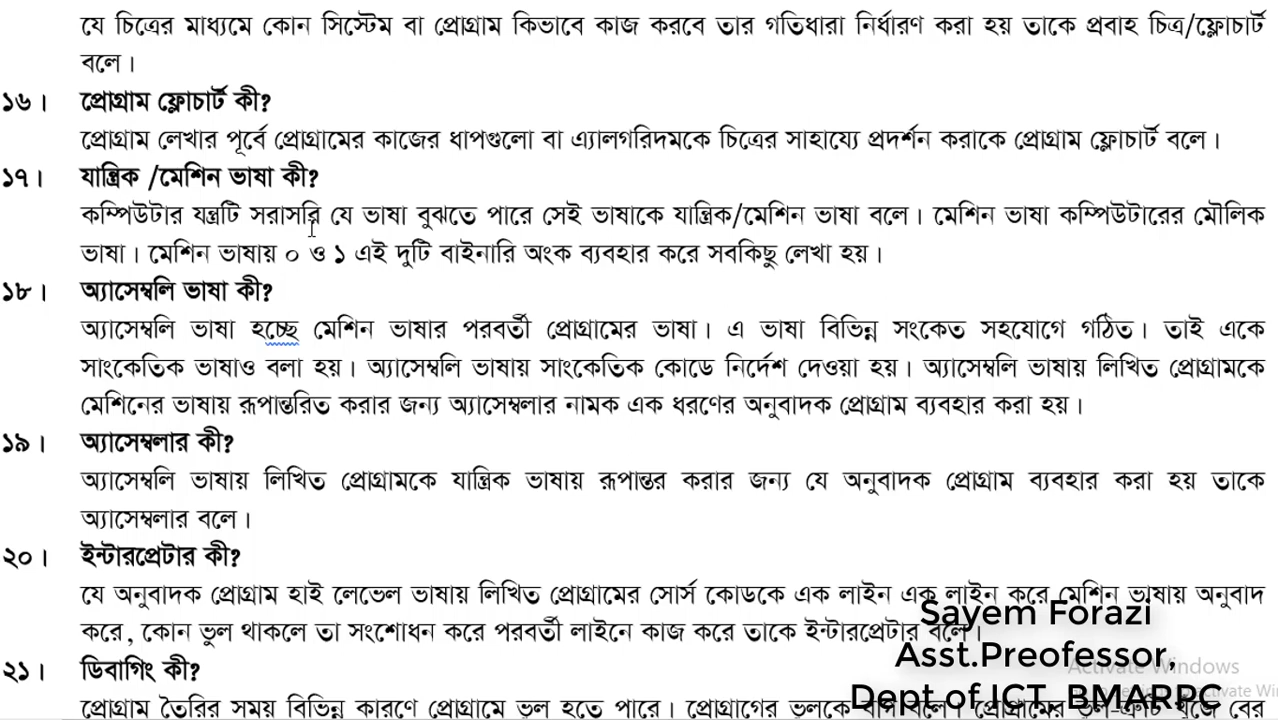 যে চিত্রের মাধ্যমে কোন সিস্টেম বা প্রোগ্রাম কিভাবে কাজ করবে তার গতিধারা নির্ধারণ করা হয় তাকে প্রবাহ চিত্র/ফ্লোচার্ট
বলে।
১৬। প্রোগ্রাম ফ্লোচার্ট কী?
প্রোগ্রাম লেখার পূর্বে প্রোগ্রামের কাজের ধাপগুলো বা এ্যালগরিদমকে চিত্রের সাহায্যে প্রদর্শন করাকে প্রোগ্রাম ফ্লোচার্ট বলে।
১৭। যান্ত্রিক /মেশিন ভাষা কী?
কম্পিউটার যন্ত্রটি সরাসরি যে ভাষা বুঝতে পারে সেই ভাষাকে যান্ত্রিক/মেশিন ভাষা বলে। মেশিন ভাষা কম্পিউটারের মৌলিক
ভাষা। মেশিন ভাষায় ০ ও ১ এই দুটি বাইনারি অংক ব্যবহার করে সবকিছু লেখা হয়।
১৮। অ্যাসেম্বলি ভাষা কী?
অ্যাসেম্বলি ভাষা হচ্ছে মেশিন ভাষার পরবর্তী প্রোগ্রামের ভাষা। এ ভাষা বিভিন্ন সংকেত সহযোগে গঠিত। তাই একে
সাংকেতিক ভাষাও বলা হয়। অ্যাসেম্বলি ভাষায় সাংকেতিক কোডে নির্দেশ দেওয়া হয়। অ্যাসেম্বলি ভাষায় লিখিত প্রোগ্রামকে
মেশিনের ভাষায় রূপান্তরিত করার জন্য অ্যাসেম্বলার নামক এক ধরণের অনুবাদক প্রোগ্রাম ব্যবহার করা হয়।
১৯। অ্যাসেম্বলার কী?
অ্যাসেম্বলি ভাষায় লিখিত প্রোগ্রামকে যান্ত্রিক ভাষায় রূপান্তর করার জন্য যে অনুবাদক প্রোগ্রাম ব্যবহার করা হয় তাকে
অ্যাসেম্বলার বলে।
২০। ইন্টারপ্রেটার কী?
যে অনুবাদক প্রোগ্রাম হাই লেভেল ভাষায় লিখিত প্রোগ্রামের সোর্স কোডকে এক লাইন এক লাইন করে মেশিন ভাষায় অনুবাদ
করে, কোন ভুল থাকলে তা সংশোধন করে পরবর্তী লাইনে কাজ করে তাকে ইন্টারপ্রেটার বলে।
Sayem Forazi
Asst.Preofessor,
Dept of ICT, BMARPC
Activate Windows
২১। ডিবাগিং কী?
প্রোগ্রাম তৈরির সময় বিভিন্ন কারণে প্রোগ্রামে ভুল হতে পারে। প্রোগ্রাগের ভুলকে বাগ বলে। প্রোগ্রামের